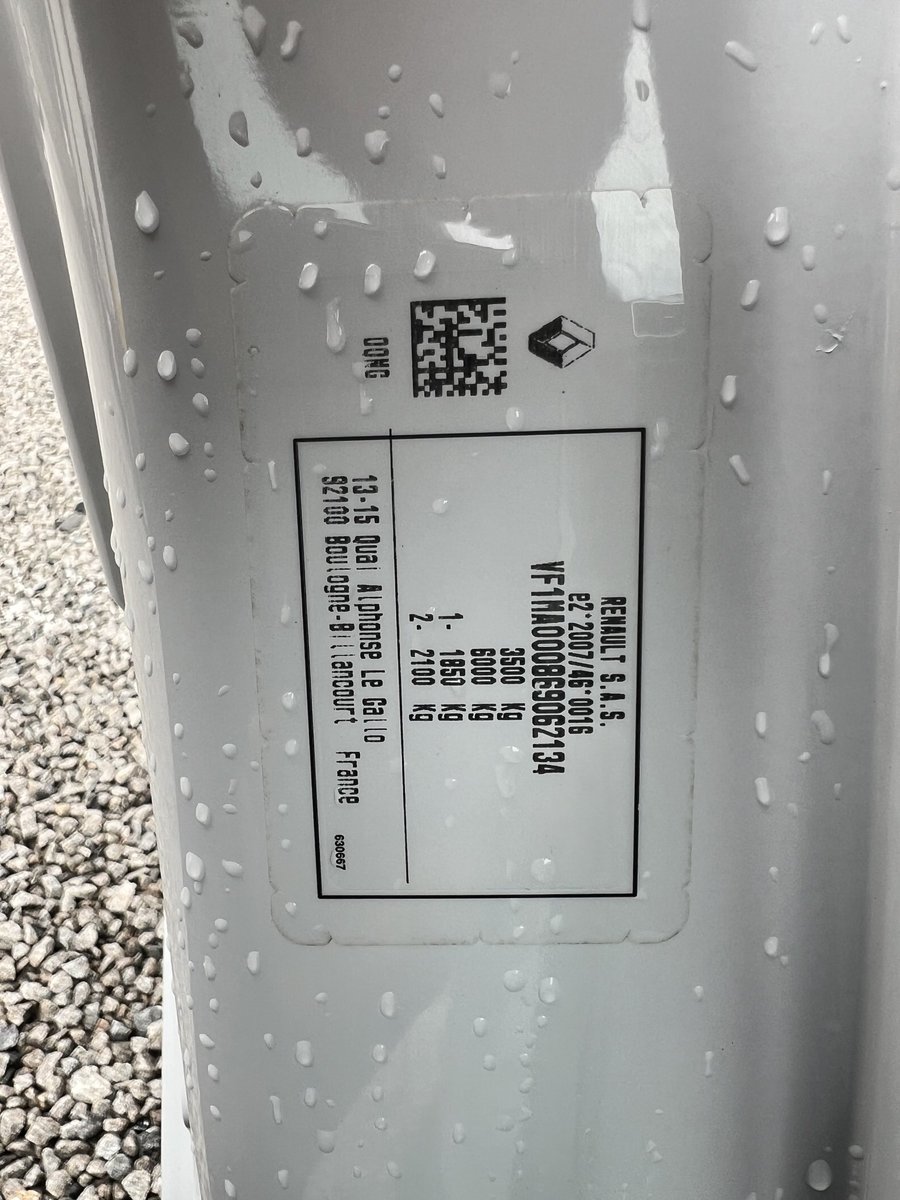 DQNG
RENAULT S.A.S.
e2*2007/46*0016
VF1MA000869062134
3500 Kg
6000 Kg
1- 1850 Kg
2- 2100 Kg
13-15 Quai Alphonse Le Gallo
92100 Boulogne-Billancourt France
630667